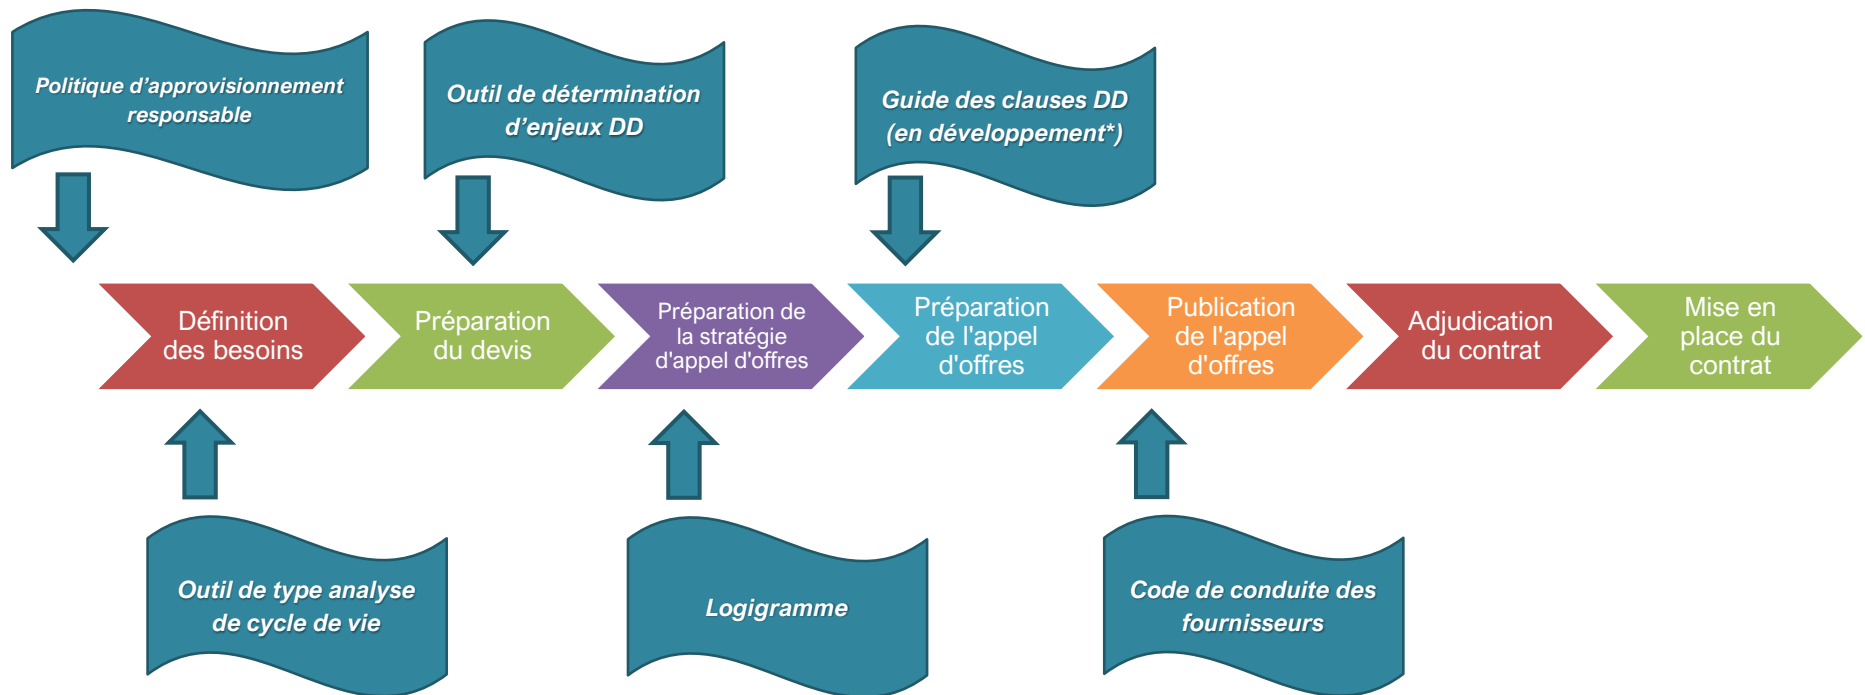 Politique d’approvisionnement
responsable
Outil de détermination
d’enjeux DD
Guide des clauses DD
(en développement*)
Définition
des besoins
Préparation
du devis
Préparation de
la stratégie
d'appel d'offres
Préparation
de l'appel
d'offres
Publication
de l'appel
d'offres
Adjudication
du contrat
Mise en
place du
contrat
Outil de type analyse
de cycle de vie
Logigramme
Code de conduite des
fournisseurs